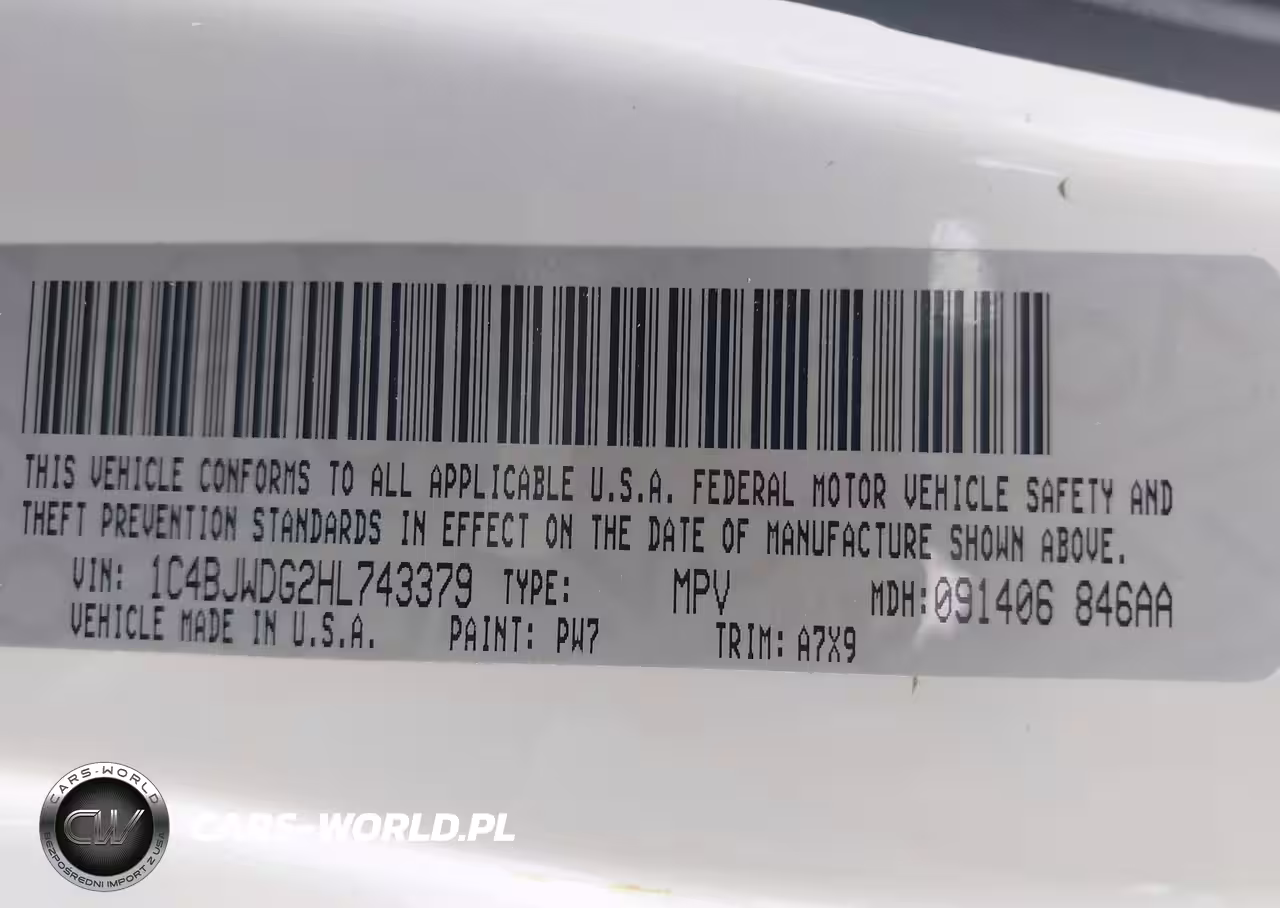 THIS VEHICLE CONFORMS TO ALL APPLICABLE U.S.A. FEDERAL MOTOR VEHICLE SAFETY AND
THEFT PREVENTION STANDARDS IN EFFECT ON THE DATE OF MANUFACTURE SHOWN ABOVE.
VIN: 1C4BJWDG2HL743379 TYPE: MPV MDH:091406 846AA
VEHICLE MADE IN U.S.A. PAINT: PW7 TRIM: A7X9
CARS-WORLD
CW
BEZPOŚREDNI IMPORT Z USA
CARS-WORLD.PL